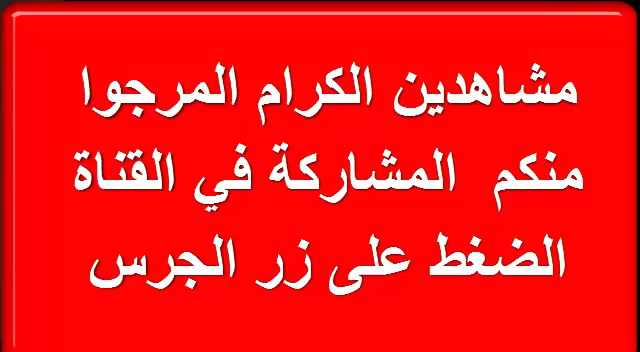 مشاهدين الكرام المرجوا
منكم المشاركة في القناة
الضغط على زر الجرس